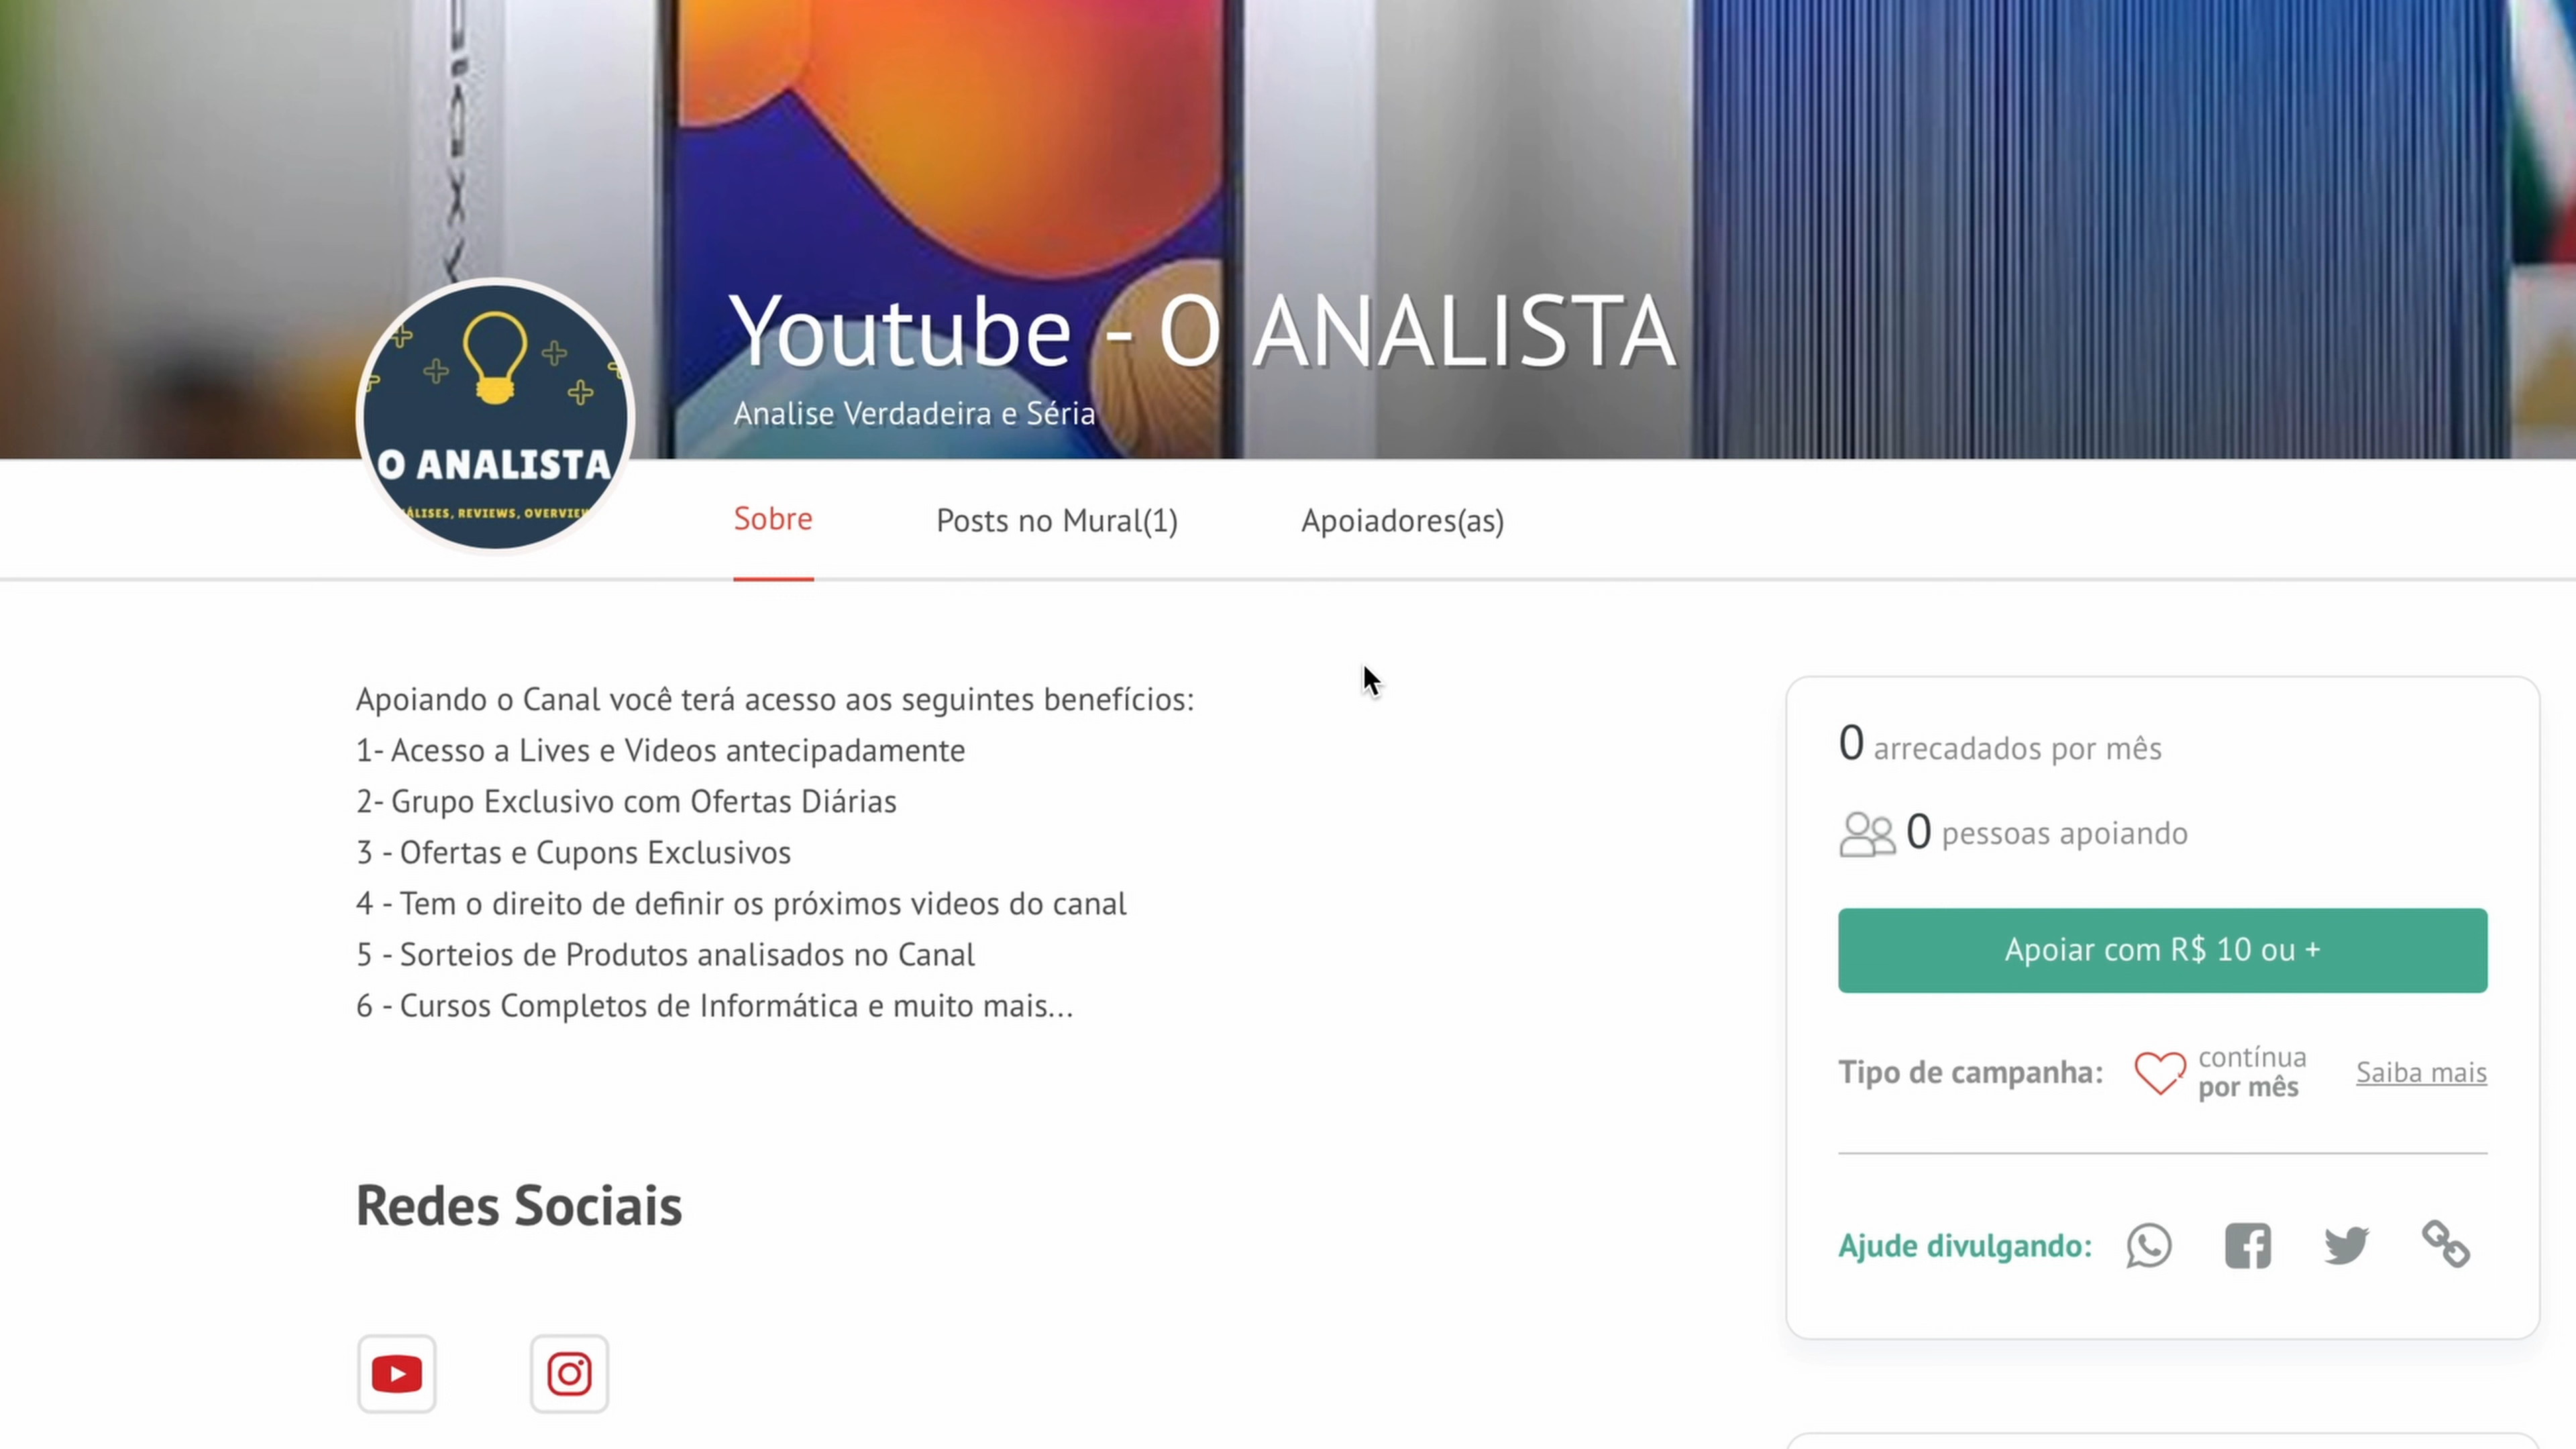 Youtube - O ANALISTA
Analise Verdadeira e Séria
O ANALISTA
ÁLISES, REVIEWS, OVERVIEW
Sobre
Posts no Mural(1)
Apoiadores(as)
Apoiando o Canal você terá acesso aos seguintes benefícios:
1- Acesso a Lives e Videos antecipadamente
2- Grupo Exclusivo com Ofertas Diárias
3 - Ofertas e Cupons Exclusivos
4 - Tem o direito de definir os próximos videos do canal
5 - Sorteios de Produtos analisados no Canal
6 - Cursos Completos de Informática e muito mais...
Redes Sociais
0 arrecadados por mês
0 pessoas apoiando
Apoiar com R$ 10 ou +
Tipo de campanha:
contínua
por mês
Saiba mais
Ajude divulgando: